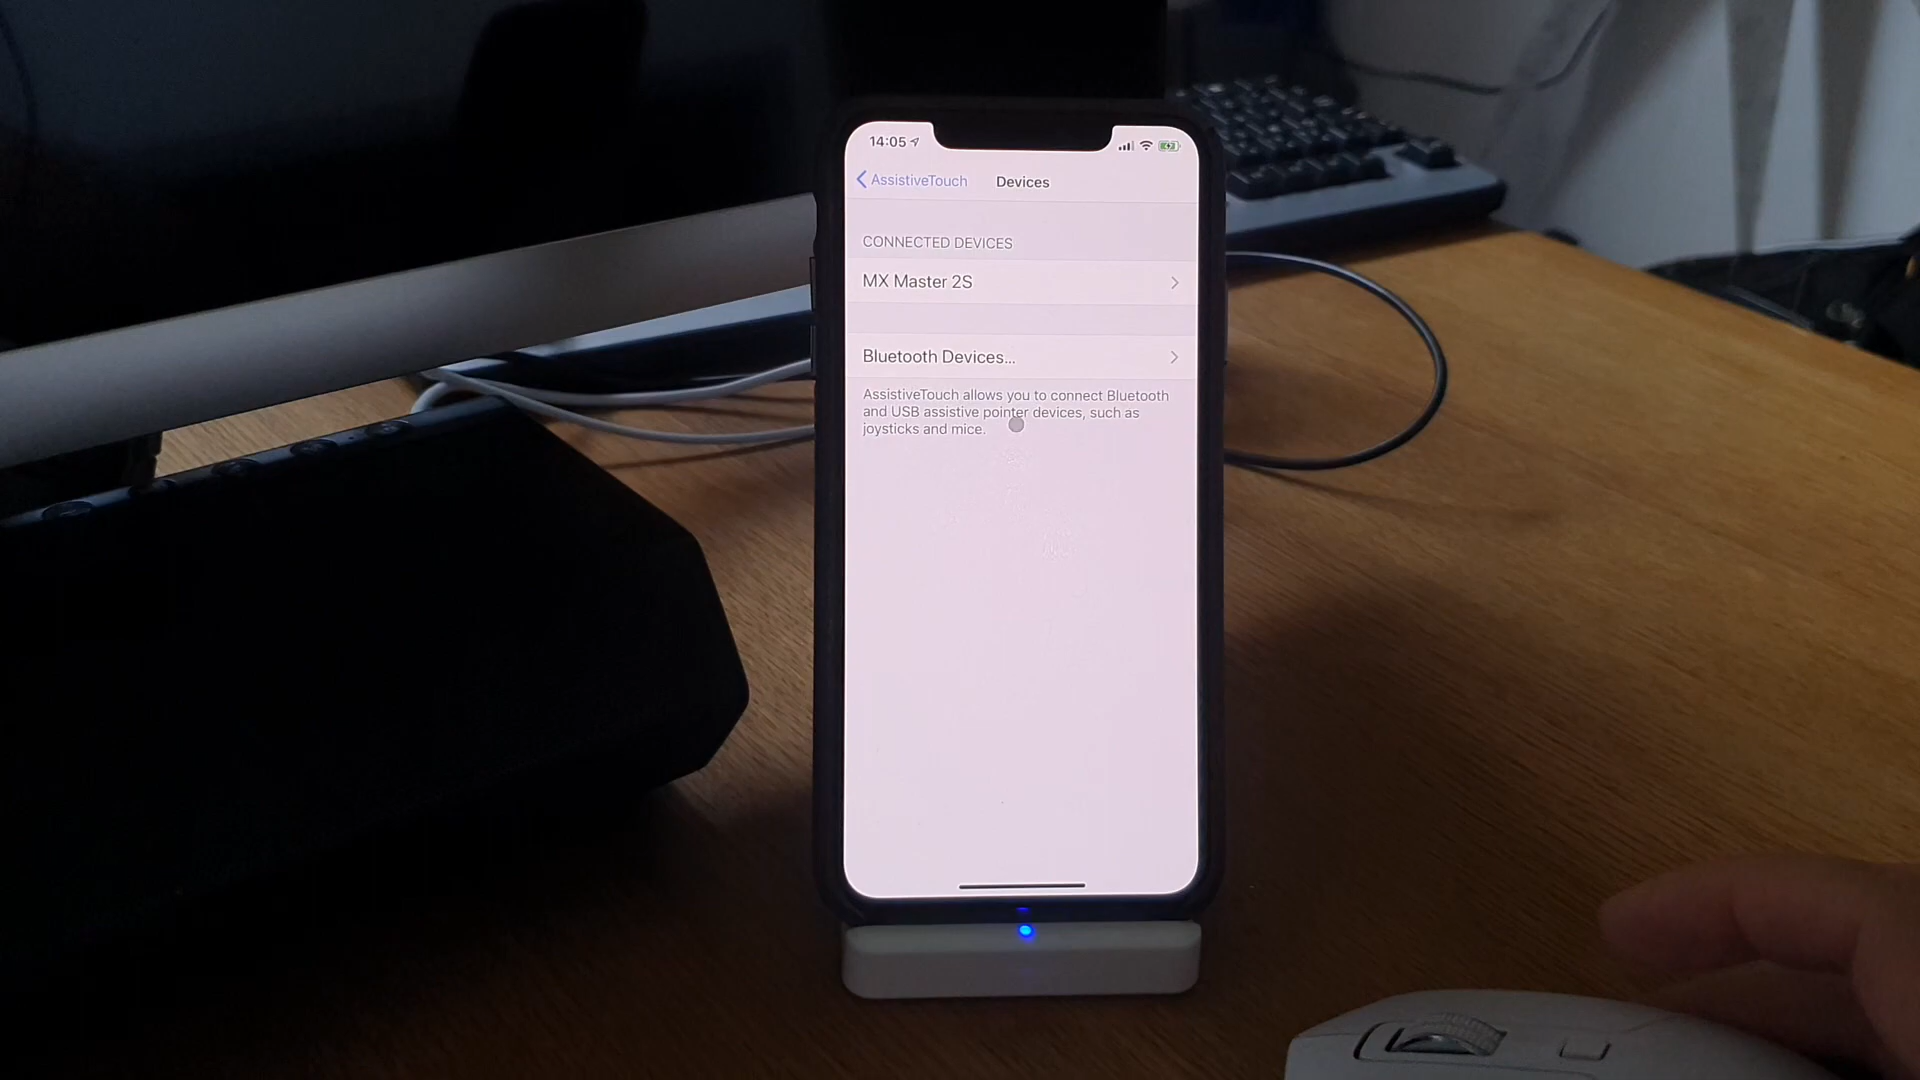 14:05
AssistiveTouch Devices
CONNECTED DEVICES
MX Master 2S
Bluetooth Devices...
AssistiveTouch allows you to connect Bluetooth
and USB assistive pointer devices, such as
joysticks and mice.